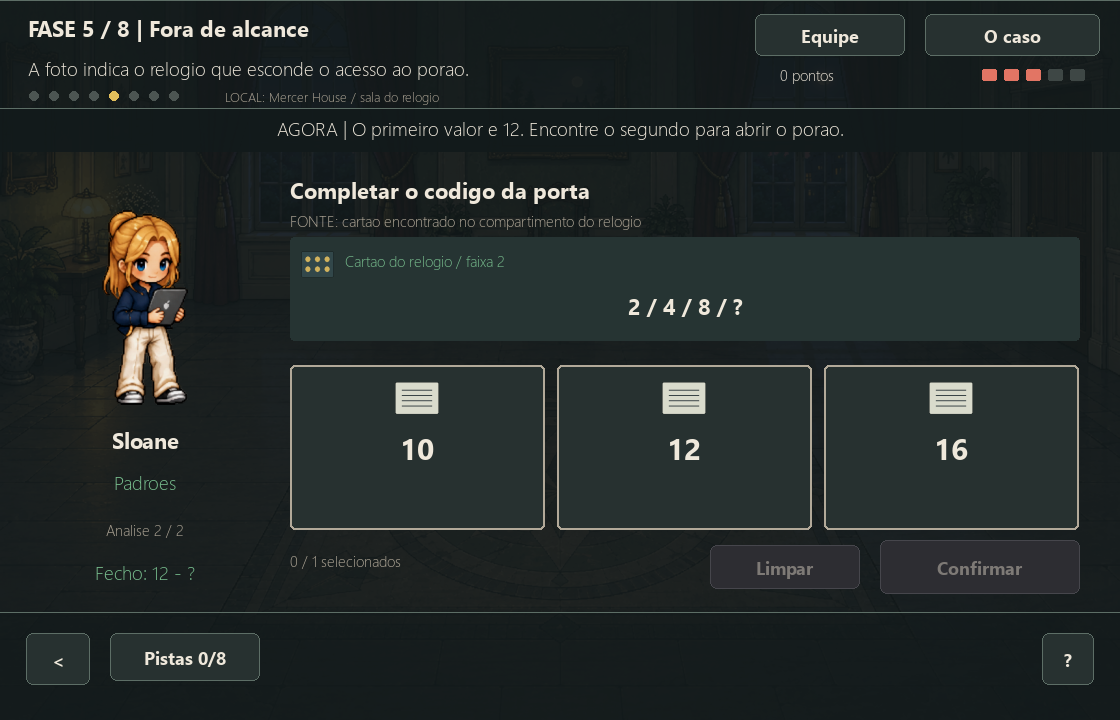 FASE 5 / 8 | Fora de alcance
Equipe
O caso
A foto indica o relogio que esconde o acesso ao porao.
0 pontos
LOCAL: Mercer House / sala do relogio
AGORA | O primeiro valor e 12. Encontre o segundo para abrir o porao.
Completar o codigo da porta
FONTE: cartao encontrado no compartimento do relogio
Cartao do relogio / faixa 2
2 / 4 / 8 / ?
10
12
16
Sloane
Padroes
Analise 2 / 2
Fecho: 12 - ?
0 / 1 selecionados
Limpar
Confirmar
<
Pistas 0/8
?